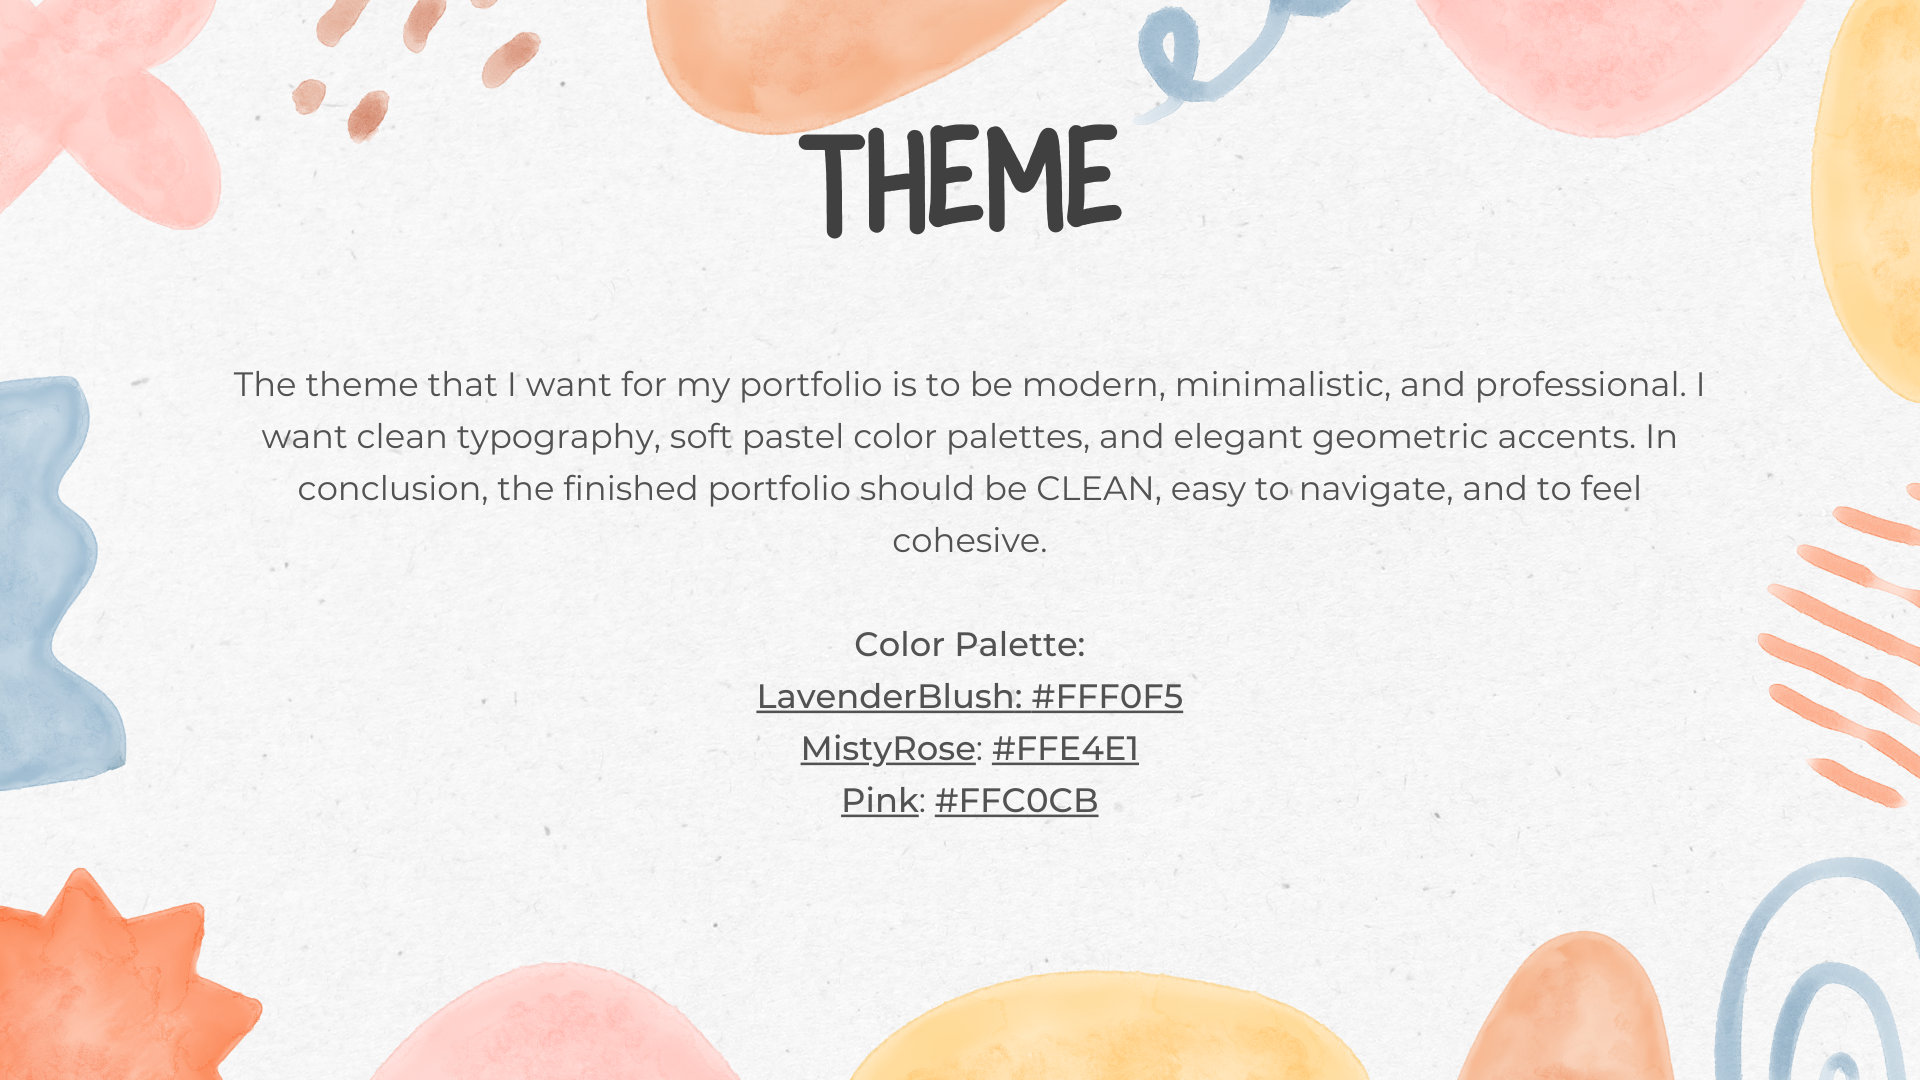 THEME
The theme that I want for my portfolio is to be modern, minimalistic, and professional. I
want clean typography, soft pastel color palettes, and elegant geometric accents. In
conclusion, the finished portfolio should be CLEAN, easy to navigate, and to feel
cohesive.
Color Palette:
LavenderBlush: #FFF0F5
MistyRose: #FFE4E1
Pink: #FFC0CB